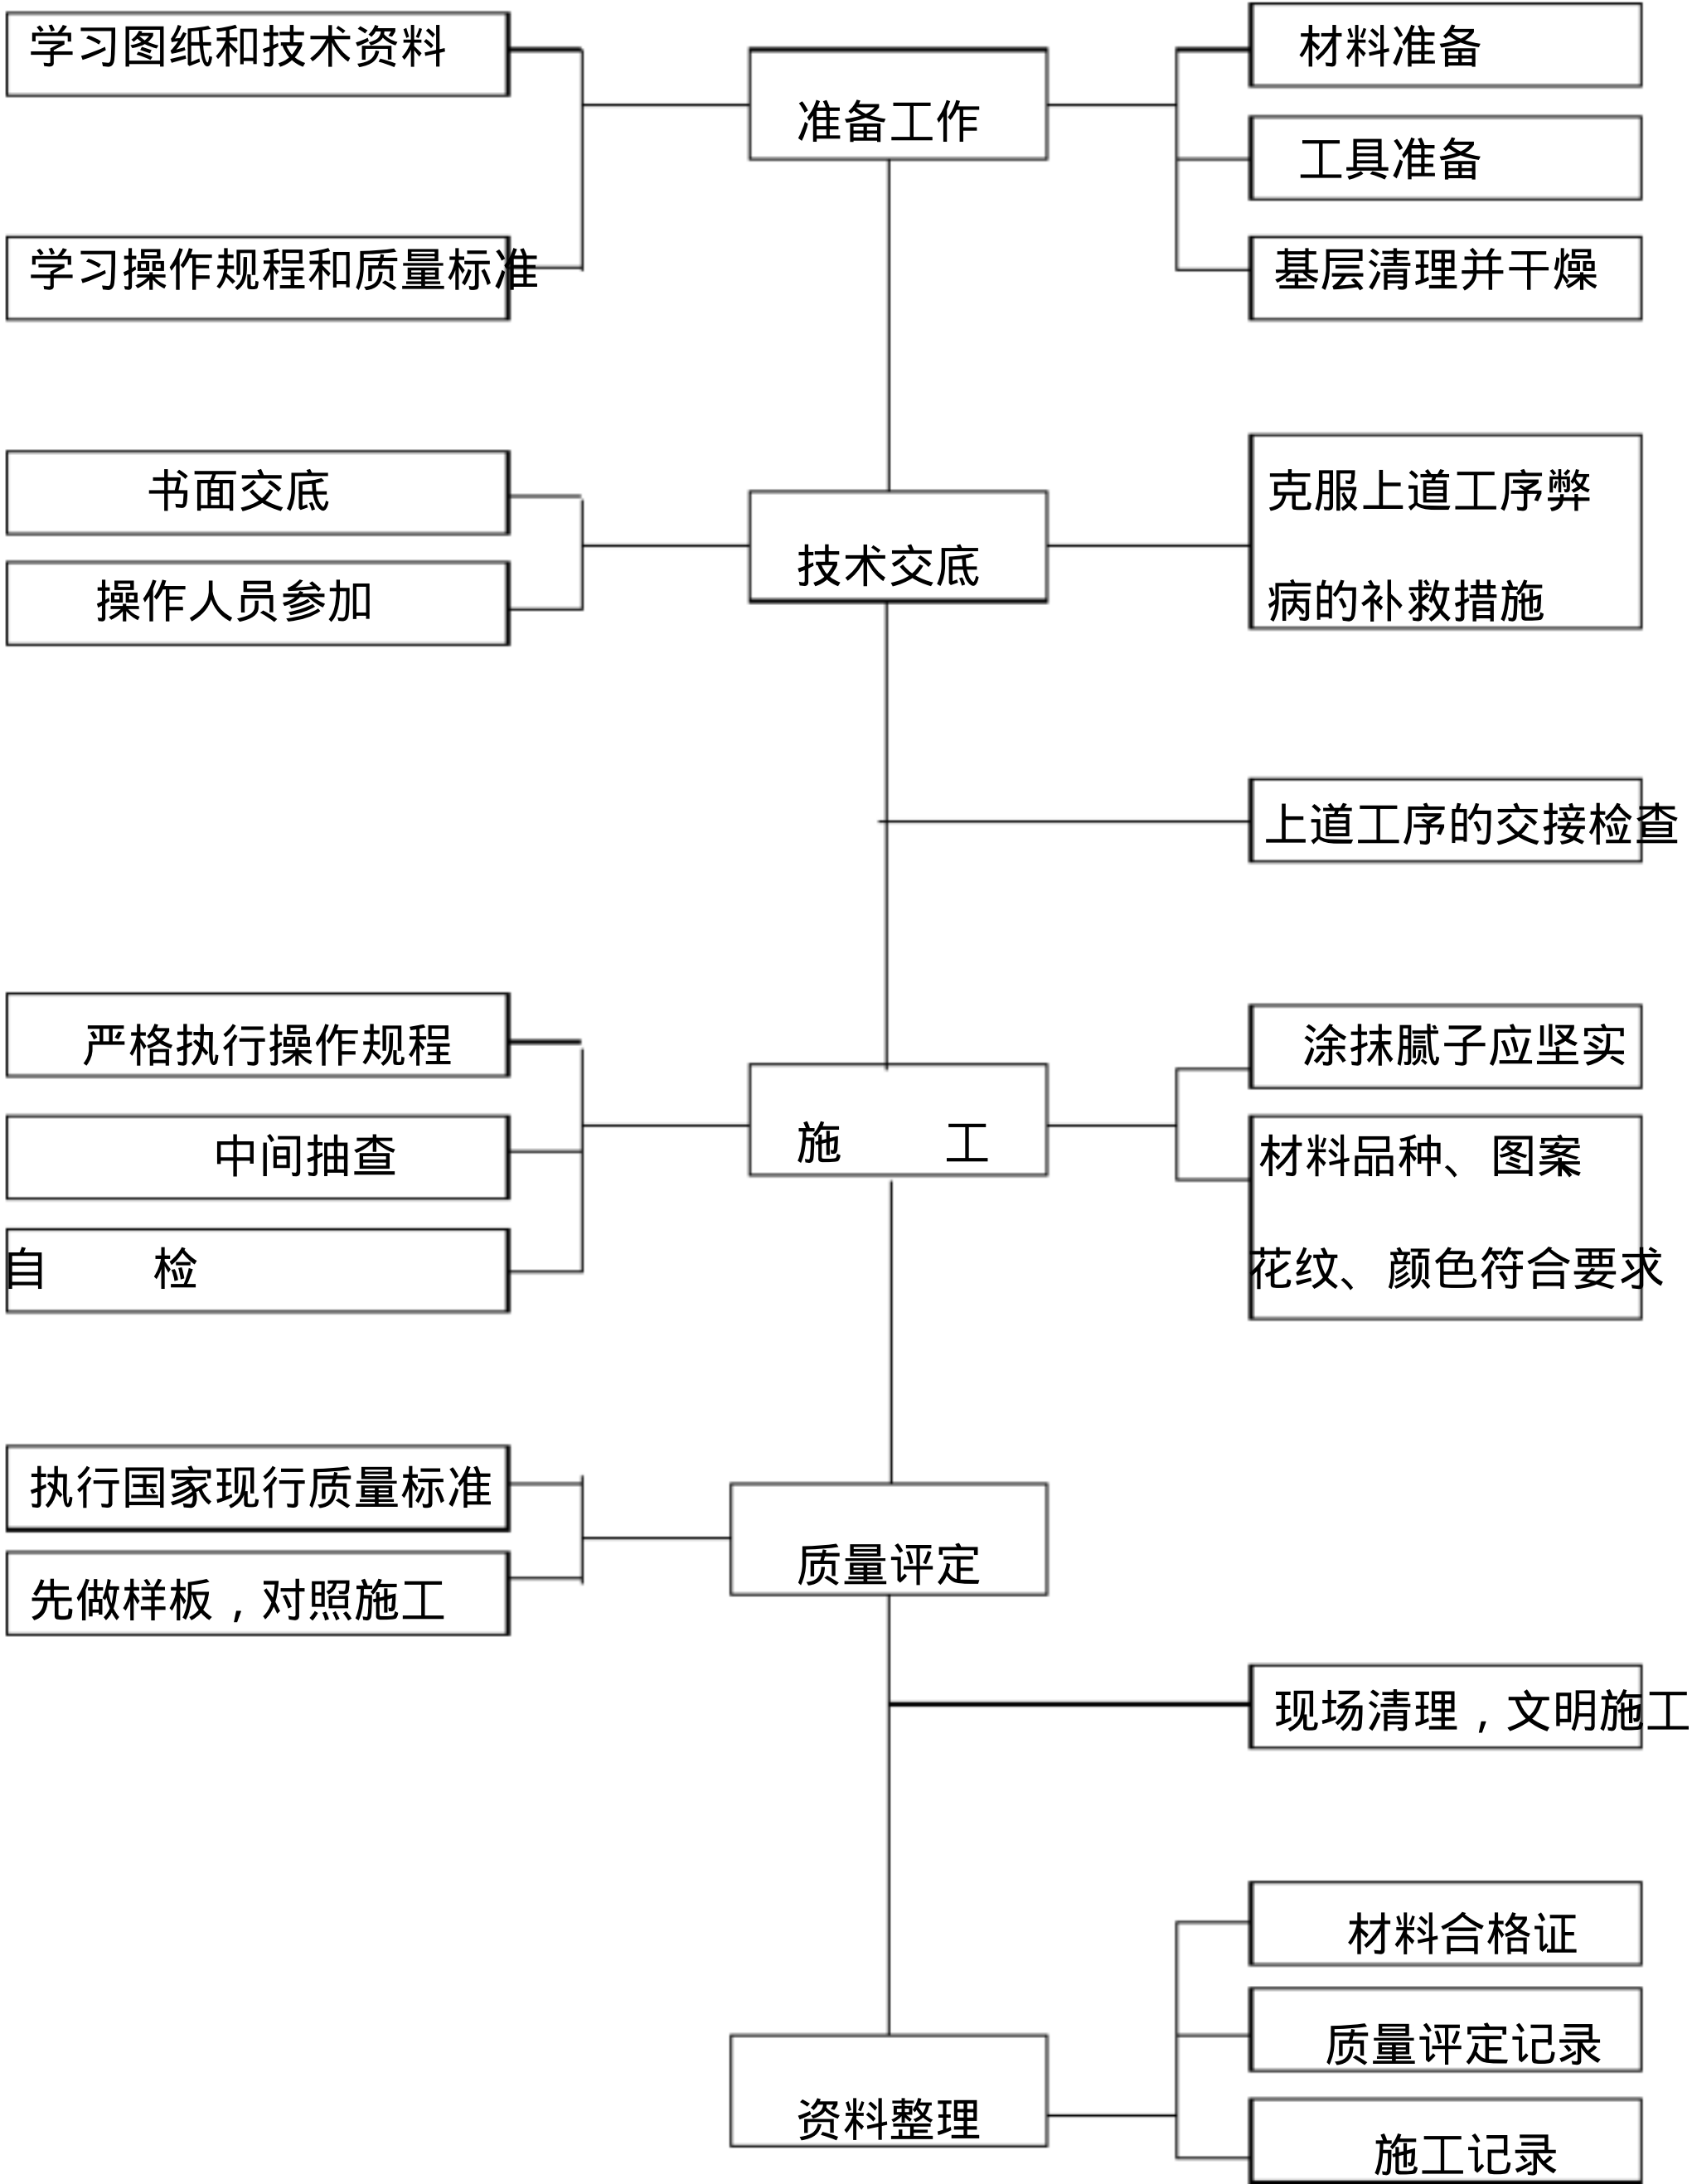 学习图纸和技术资料
准备工作
材料准备
工具准备
学习操作规程和质量标准
基层清理并干燥
书面交底
操作人员参加
技术交底
克服上道工序弊
病的补救措施
上道工序的交接检查
严格执行操作规程
中间抽查
自 检
施 工
涂抹腻子应坚实
材料品种、图案
花纹、颜色符合要求
执行国家现行质量标准
先做样板，对照施工
质量评定
现场清理，文明施工
材料合格证
质量评定记录
资料整理
施工记录